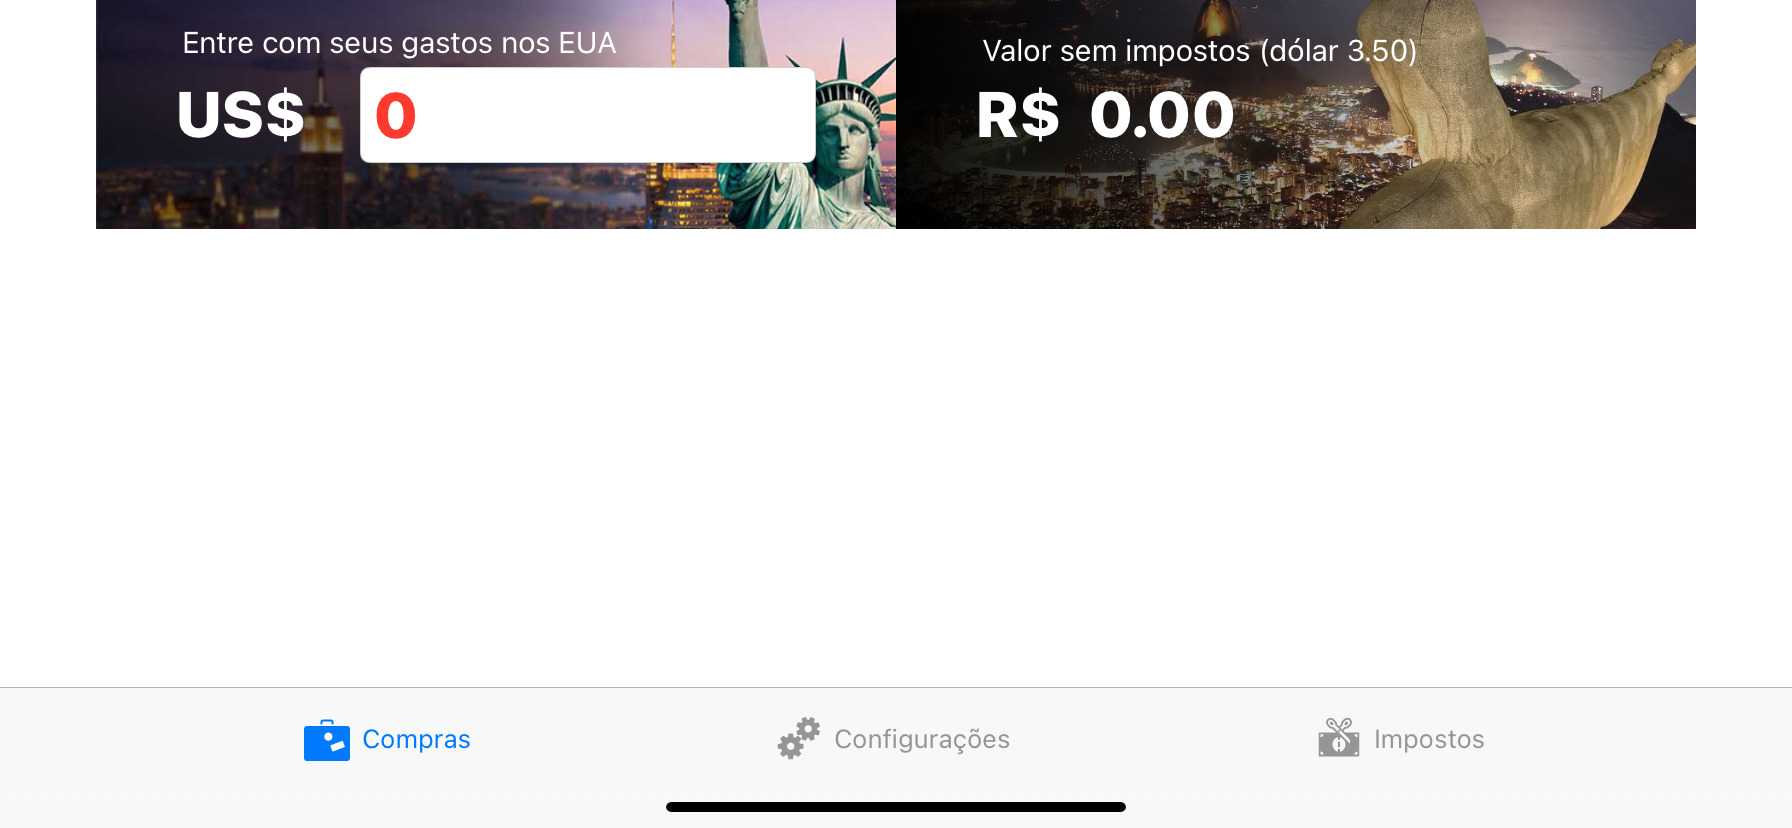 Entre com seus gastos nos EUA
US$ 0
Valor sem impostos (dólar 3.50)
R$ 0.00
Compras
Configurações
Impostos